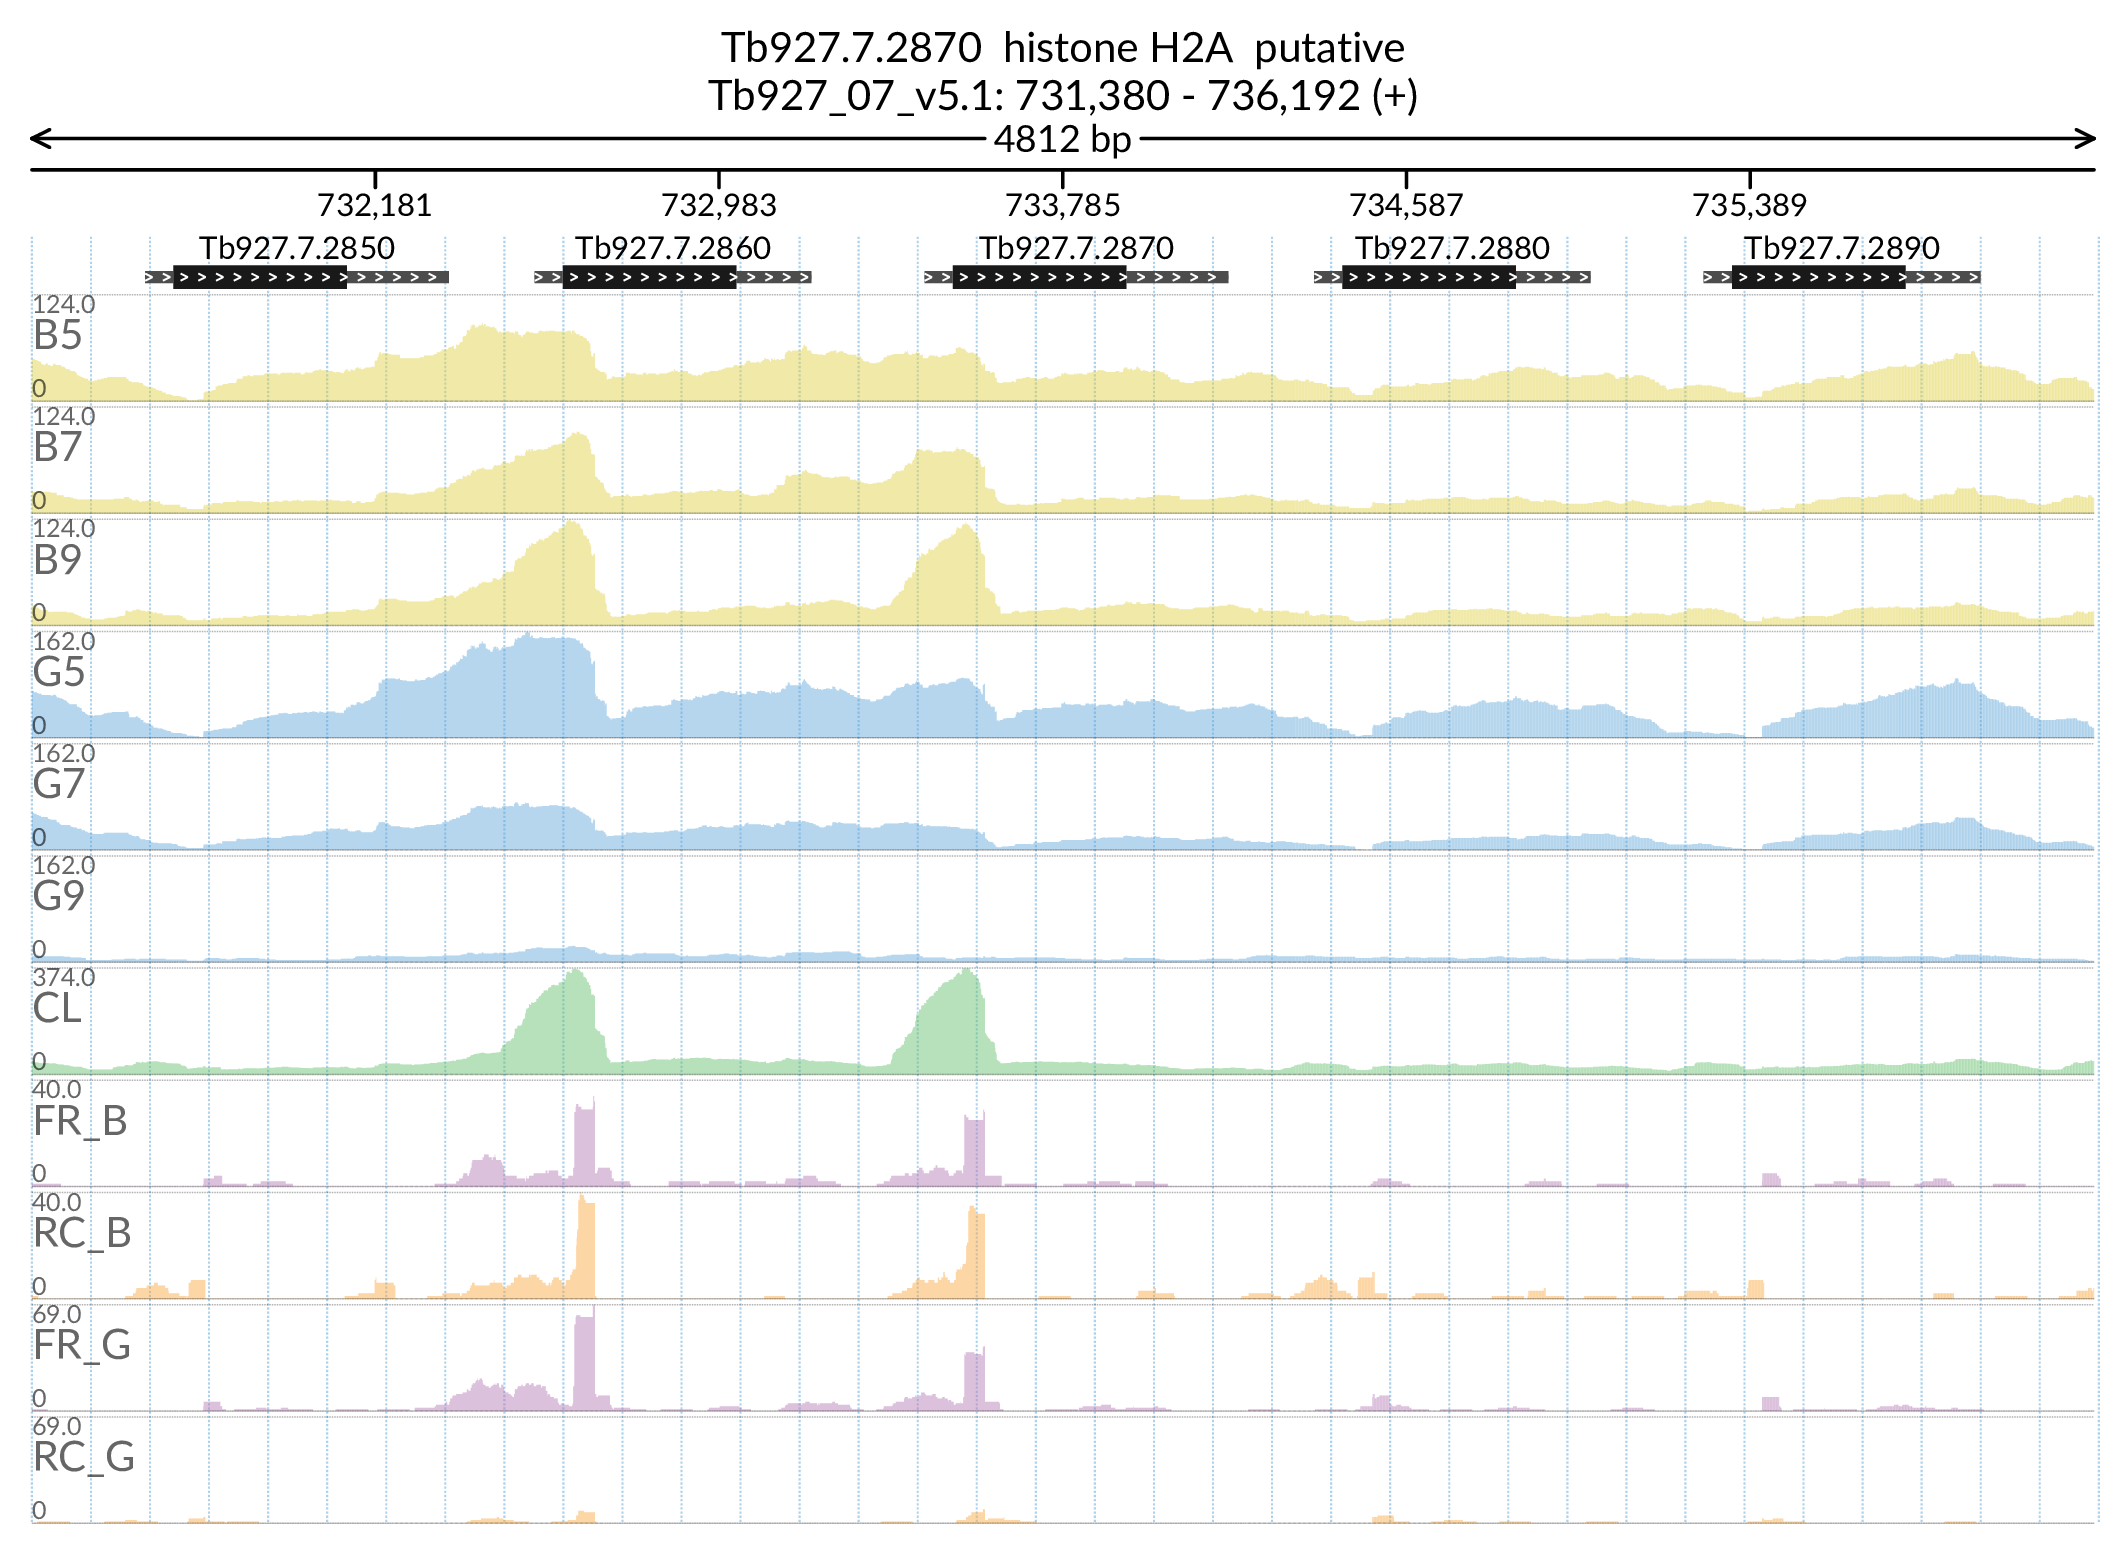 Tb927.7.2870 histone H2A putative
Tb927_07_v5.1: 731,380 - 736,192 (+)
4812 bp
732,181 732,983 733,785 734,587 735,389
Tb927.7.2850 Tb927.7.2860 Tb927.7.2870 Tb927.7.2880 Tb927.7.2890
124.0
B5
0
124.0
B7
0
124.0
B9
0
162.0
G5
0
162.0
G7
0
162.0
G9
0
374.0
CL
0
40.0
FR_B
0
40.0
RC_B
0
69.0
FR_G
0
69.0
RC_G
0